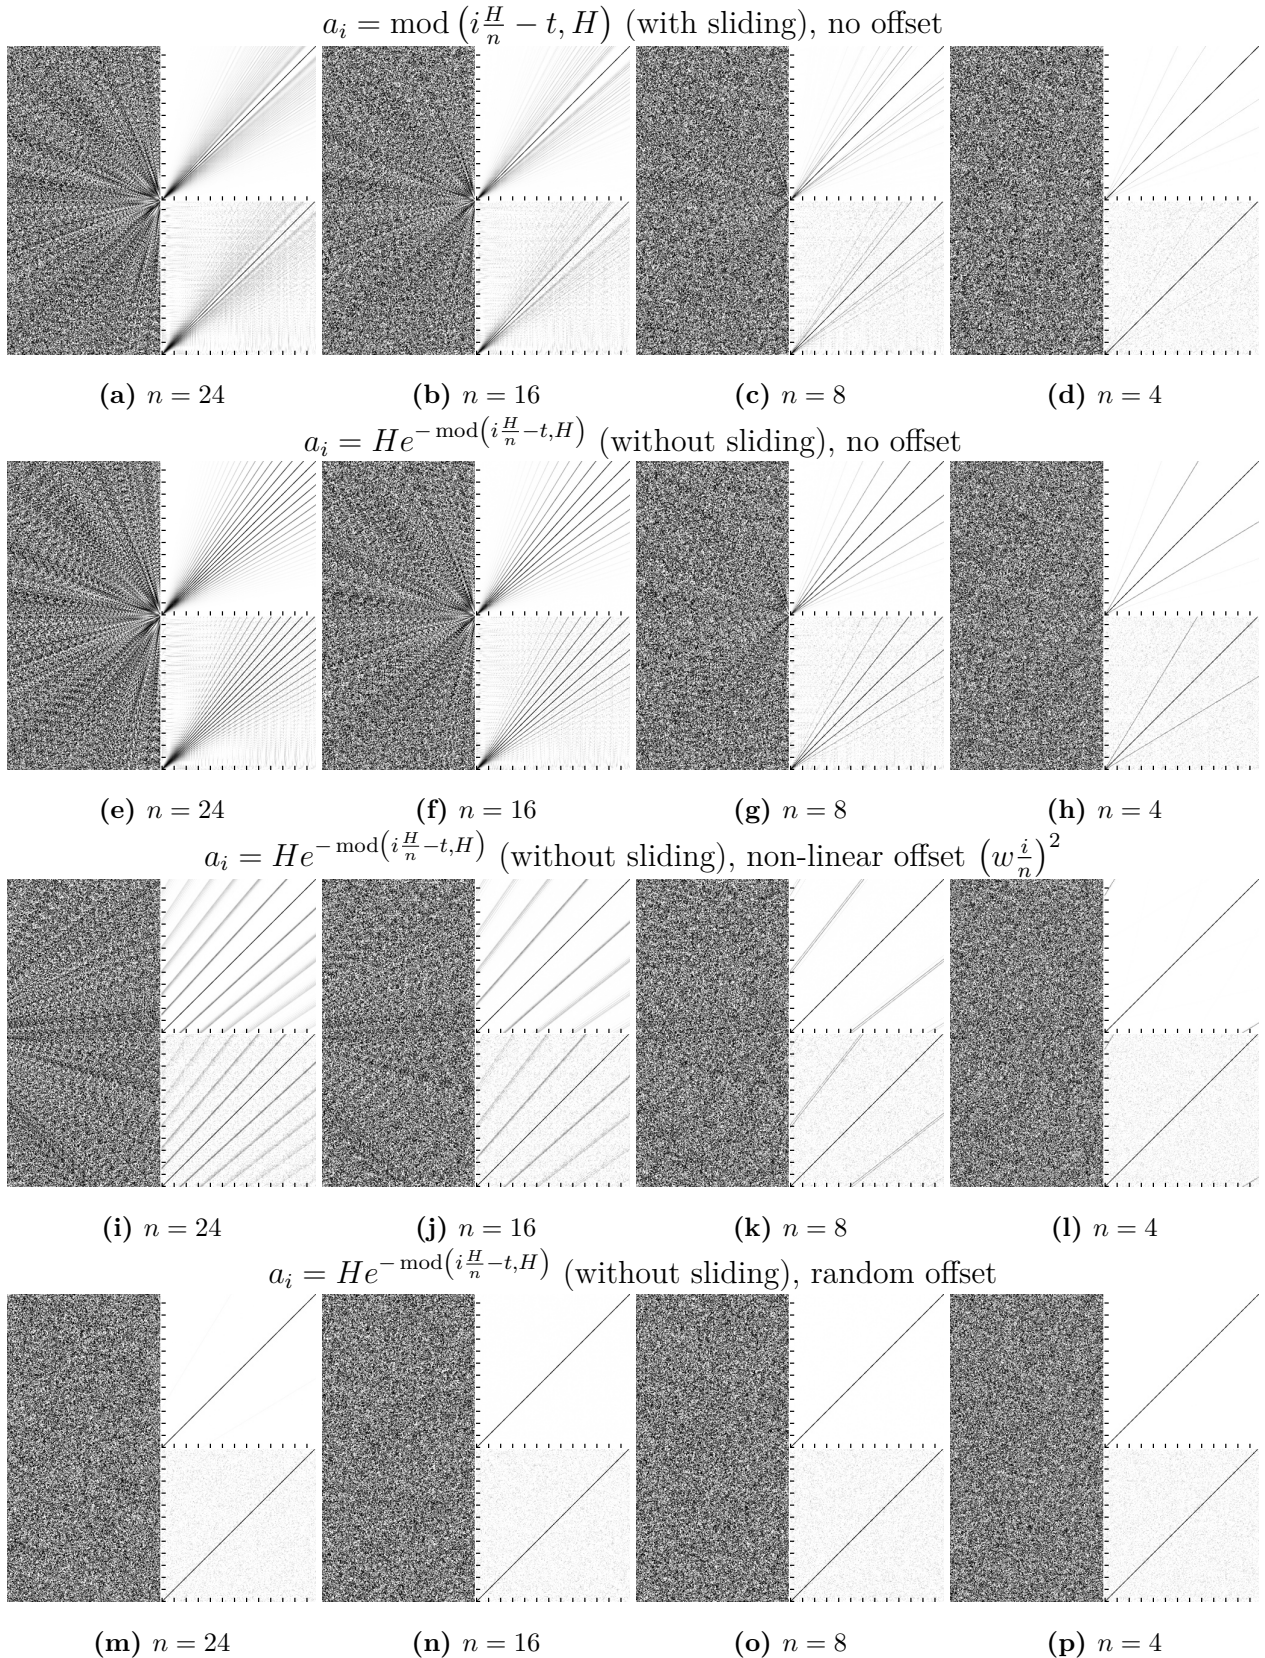 a_i = mod (i H/n − t, H) (with sliding), no offset
(a) n = 24 (b) n = 16 (c) n = 8 (d) n = 4
a_i = He^{− mod(i H/n −t,H)} (without sliding), no offset
(e) n = 24 (f) n = 16 (g) n = 8 (h) n = 4
a_i = He^{− mod(i H/n −t,H)} (without sliding), non-linear offset (w i/n)^2
(i) n = 24 (j) n = 16 (k) n = 8 (l) n = 4
a_i = He^{− mod(i H/n −t,H)} (without sliding), random offset
(m) n = 24 (n) n = 16 (o) n = 8 (p) n = 4